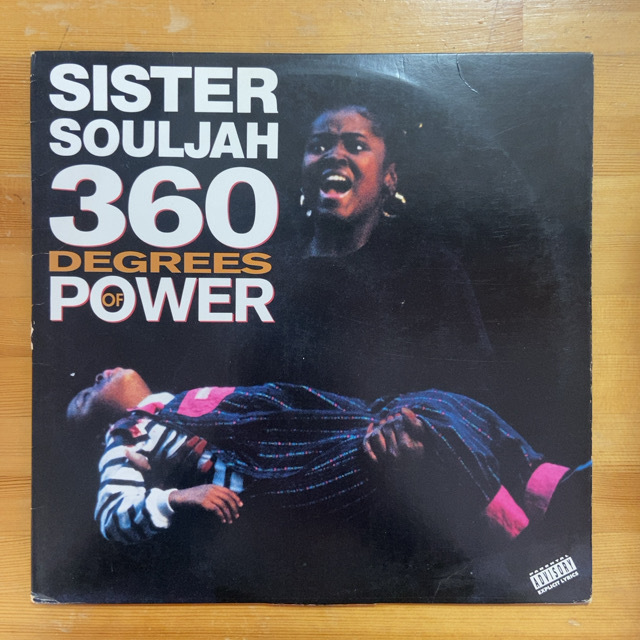 SISTER
SOULJAH
360
DEGREES
OF
POWER
PARENTAL
ADVISORY
EXPLICIT LYRICS